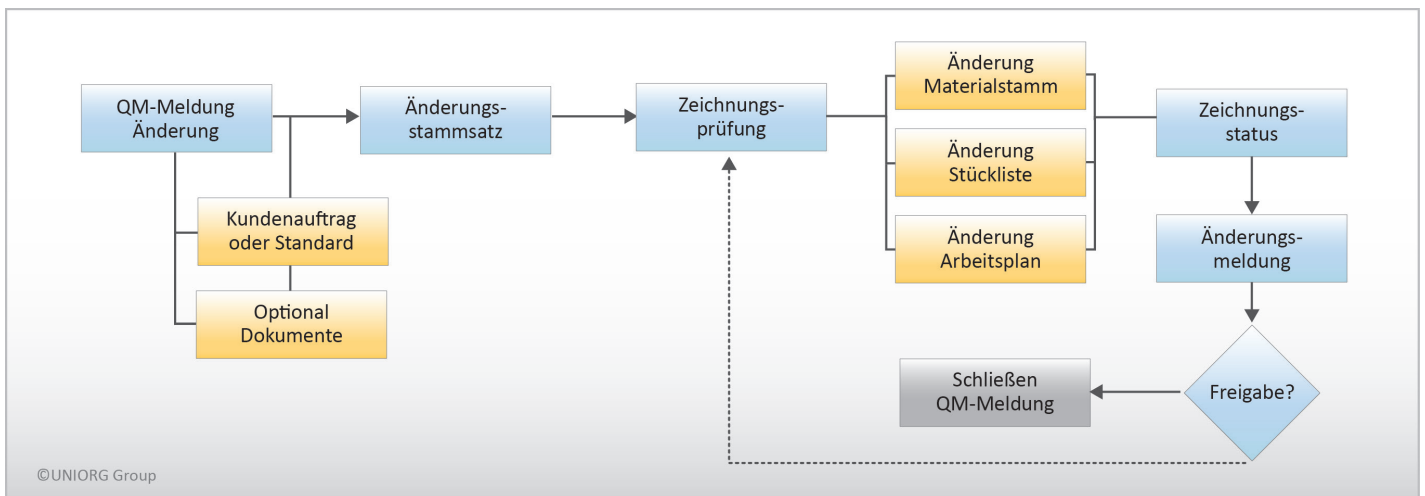 QM-Meldung
Änderung
Änderungs-
stammsatz
Zeichnungs-
prüfung
Änderung
Materialstamm
Änderung
Stückliste
Änderung
Arbeitsplan
Zeichnungs-
status
Kundenauftrag
oder Standard
Optional
Dokumente
Änderungs-
meldung
Freigabe?
Schließen
QM-Meldung
©UNIORG Group